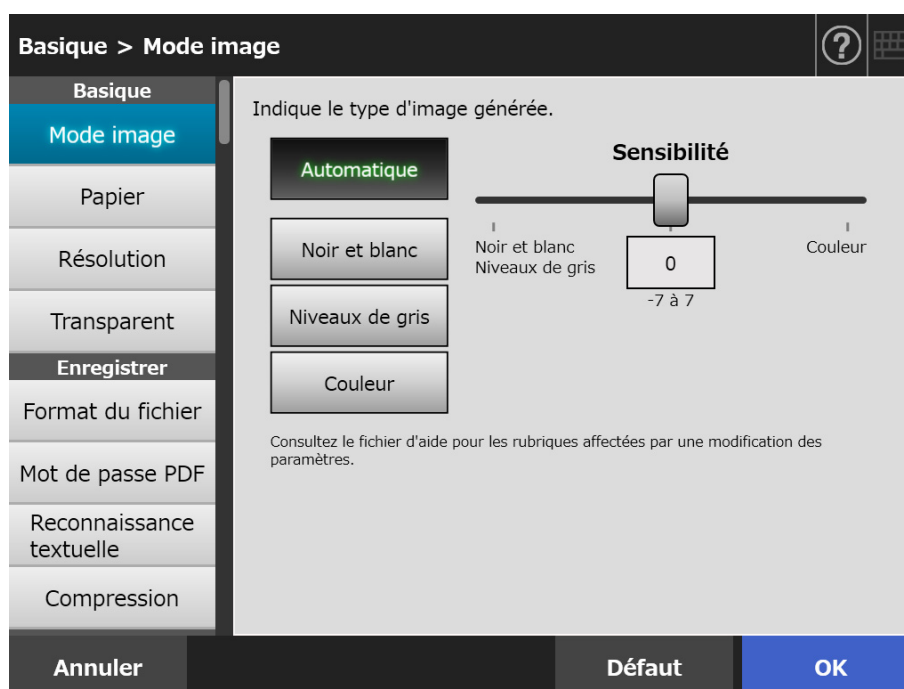 Basique > Mode image
?
Basique
Mode image
Papier
Résolution
Transparent
Enregistrer
Format du fichier
Mot de passe PDF
Reconnaissance
textuelle
Compression
Indique le type d'image générée.
Automatique
Noir et blanc
Niveaux de gris
Couleur
Sensibilité
Noir et blanc
Niveaux de gris
0
-7 à 7
Couleur
Consultez le fichier d'aide pour les rubriques affectées par une modification des
paramètres.
Annuler
Défaut
OK